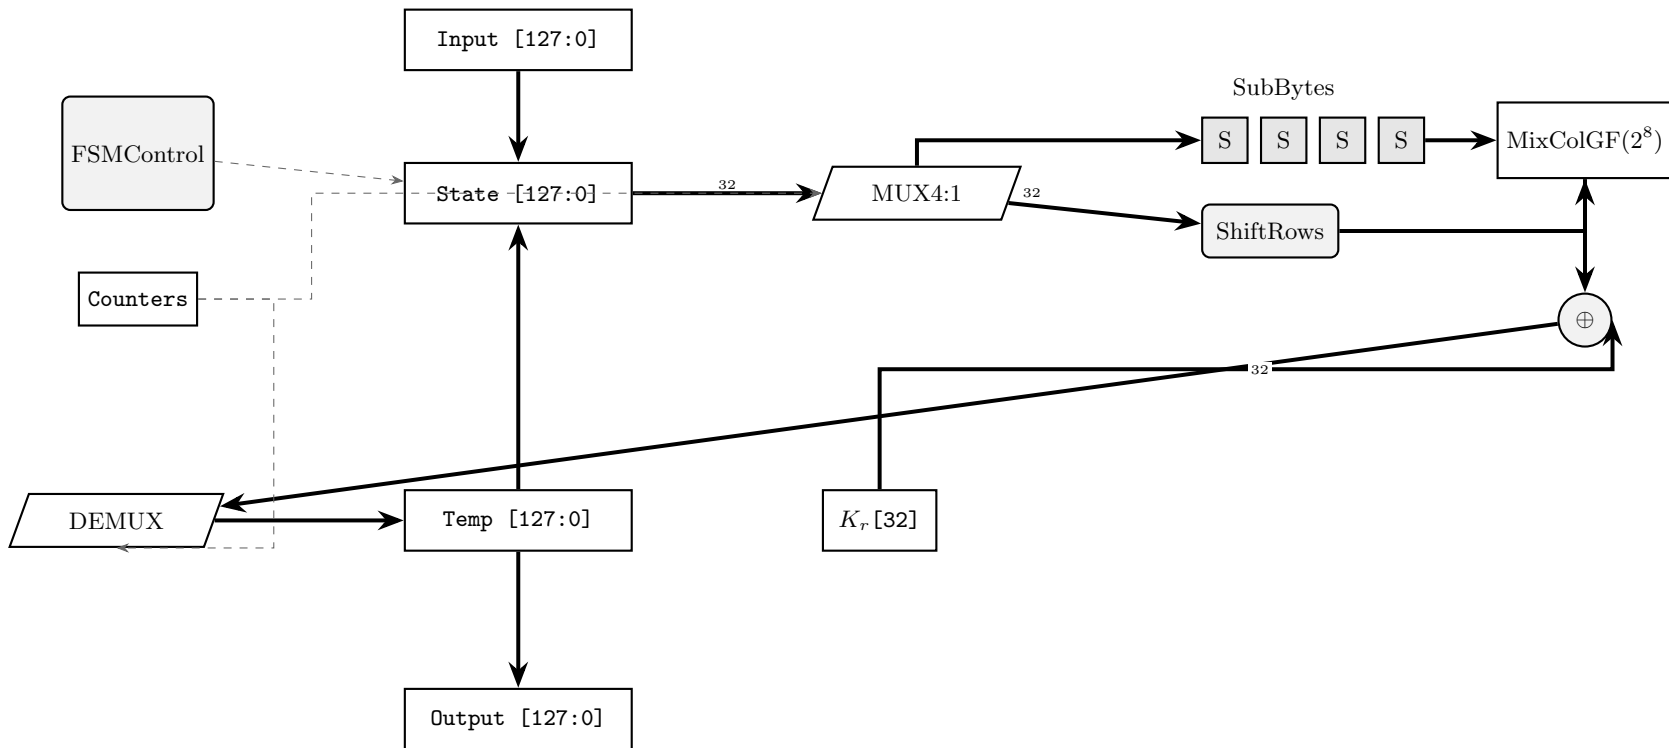 Input [127:0]
SubBytes
FSMControl
S S S S
MixColGF(2⁸)
State [127:0]
32
MUX4:1
32
ShiftRows
Counters
⊕
32
DEMUX
Temp [127:0]
Kᵣ[32]
Output [127:0]